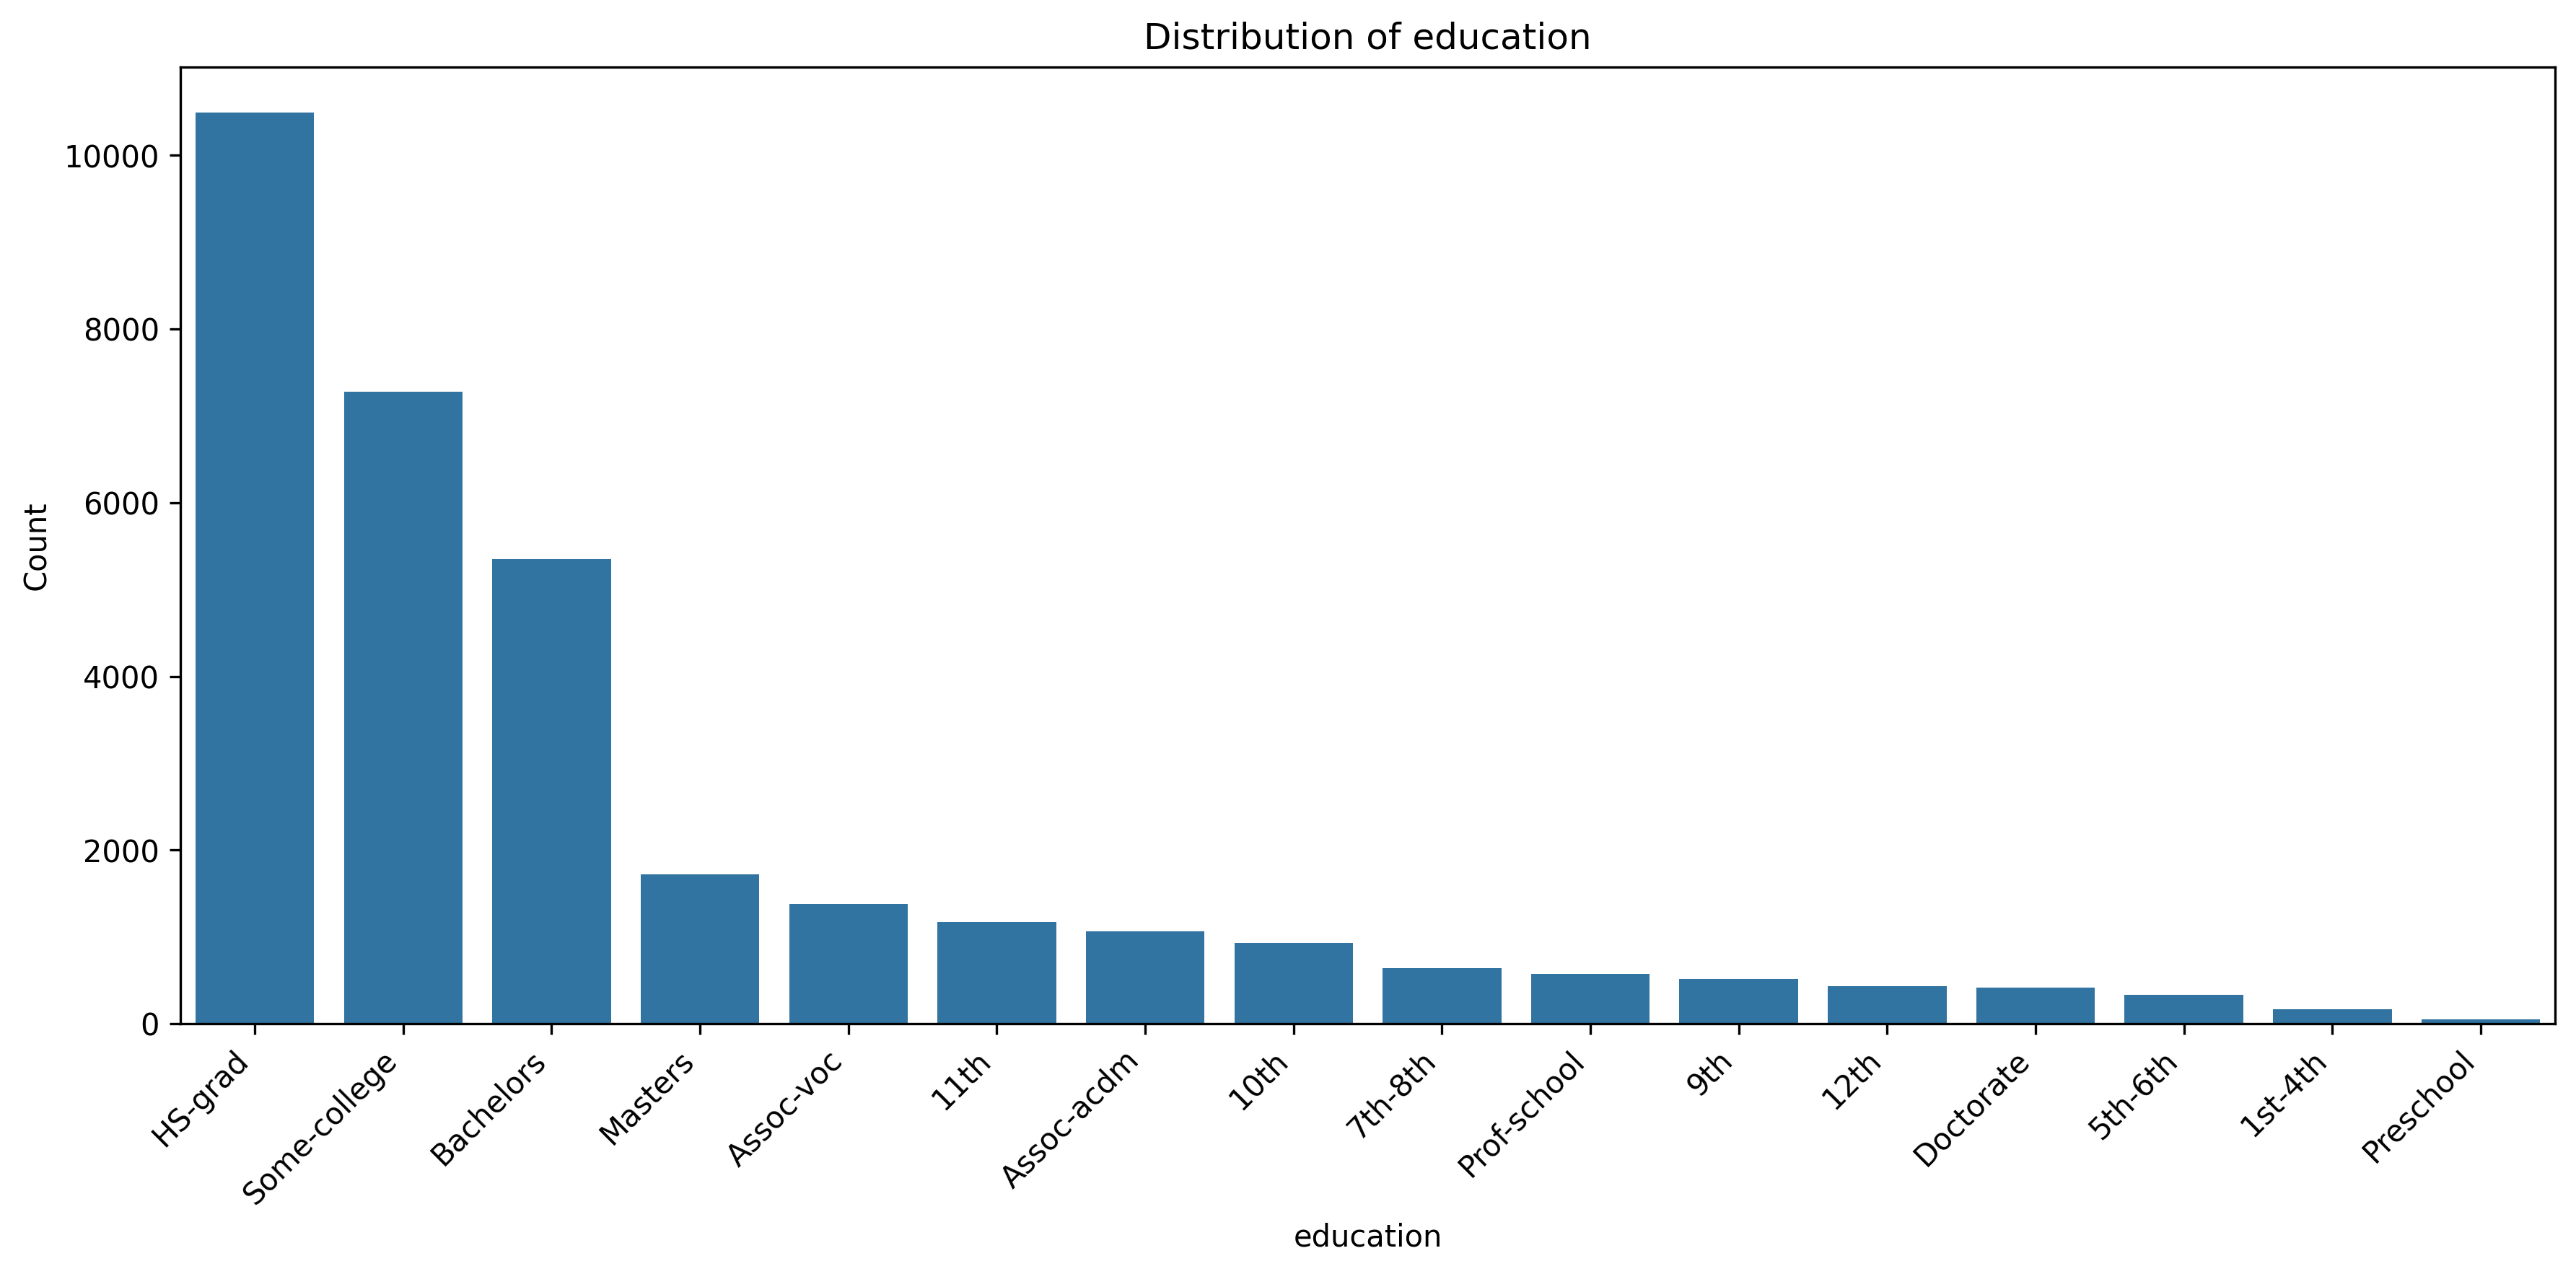 Distribution of education
Count
10000
8000
6000
4000
2000
0
HS-grad
Some-college
Bachelors
Masters
Assoc-voc
11th
Assoc-acdm
10th
7th-8th
Prof-school
9th
12th
Doctorate
5th-6th
1st-4th
Preschool
education